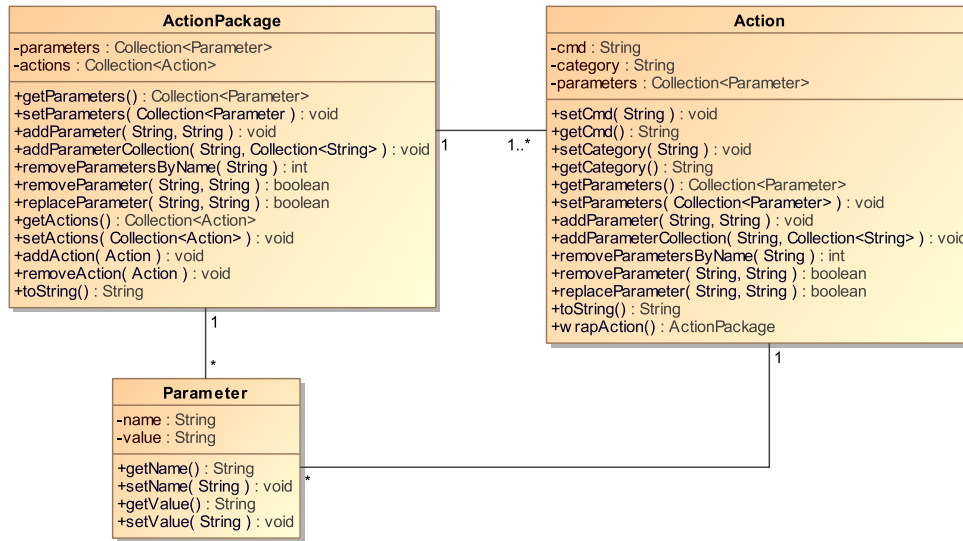 ActionPackage
-parameters : Collection<Parameter>
-actions : Collection<Action>
+getParameters() : Collection<Parameter>
+setParameters( Collection<Parameter ) : void
+addParameter( String, String ) : void
+addParameterCollection( String, Collection<String> ) : void
+removeParametersByName( String ) : int
+removeParameter( String, String ) : boolean
+replaceParameter( String, String ) : boolean
+getActions() : Collection<Action>
+setActions( Collection<Action> ) : void
+addAction( Action ) : void
+removeAction( Action ) : void
+toString() : String
1
1..*
Action
-cmd : String
-category : String
-parameters : Collection<Parameter>
+setCmd( String ) : void
+getCmd() : String
+setCategory( String ) : void
+getCategory() : String
+getParameters() : Collection<Parameter>
+setParameters( Collection<Parameter> ) : void
+addParameter( String, String ) : void
+addParameterCollection( String, Collection<String> ) : void
+removeParametersByName( String ) : int
+removeParameter( String, String ) : boolean
+replaceParameter( String, String ) : boolean
+toString() : String
+wrapAction() : ActionPackage
1
*
1
Parameter
-name : String
-value : String
+getName() : String
+setName( String ) : void
+getValue() : String
+setValue( String ) : void
*